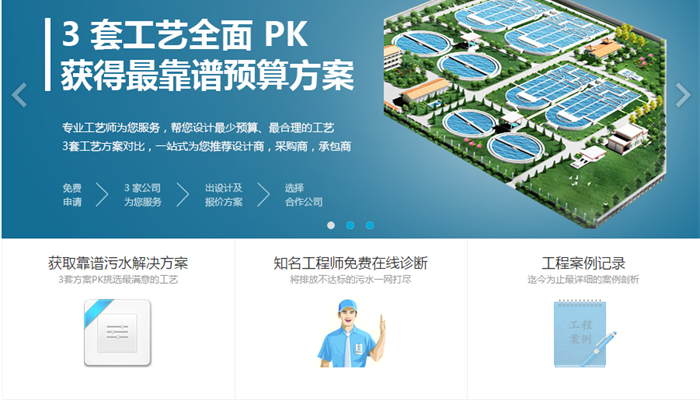 3 套工艺全面 PK
获得最靠谱预算方案
专业工艺师为您服务，帮您设计最少预算、最合理的工艺
3套工艺方案对比，一站式为您推荐设计商，采购商，承包商
免费
申请
3 家公司
为您服务
出设计及
报价方案
选择
合作公司
获取靠谱污水解决方案
3套方案PK挑选最满意的工艺
知名工程师免费在线诊断
将排放不达标的污水一网打尽
工程案例记录
迄今为止最详细的案例剖析
工程
案例